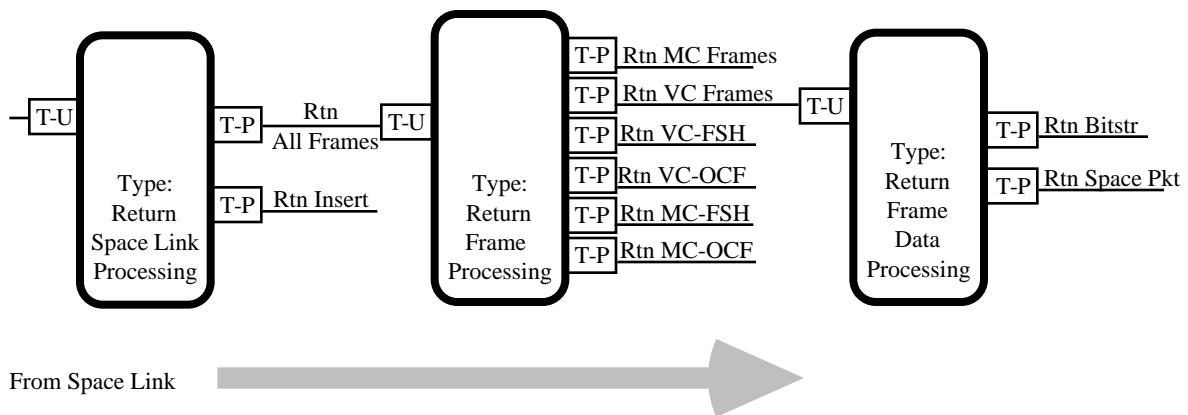 T-U
Type:
Return
Space Link
Processing
T-P
Rtn
All Frames
T-P
Rtn Insert
T-U
Type:
Return
Frame
Processing
T-P
Rtn MC Frames
T-P
Rtn VC Frames
T-P
Rtn VC-FSH
T-P
Rtn VC-OCF
T-P
Rtn MC-FSH
T-P
Rtn MC-OCF
T-U
Type:
Return
Frame
Data
Processing
T-P
Rtn Bitstr
T-P
Rtn Space Pkt
From Space Link